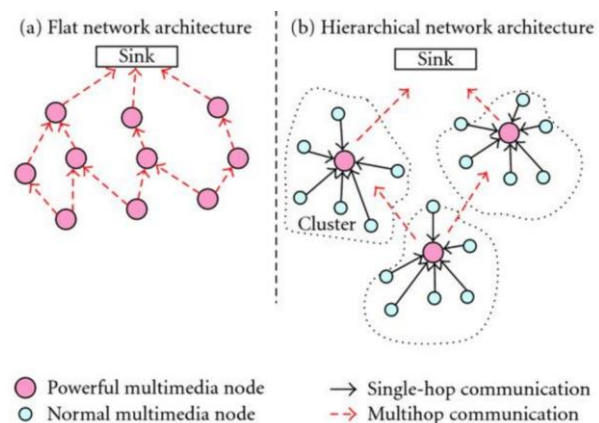 (a) Flat network architecture
Sink
(b) Hierarchical network architecture
Sink
Cluster
Powerful multimedia node
Normal multimedia node
Single-hop communication
Multihop communication